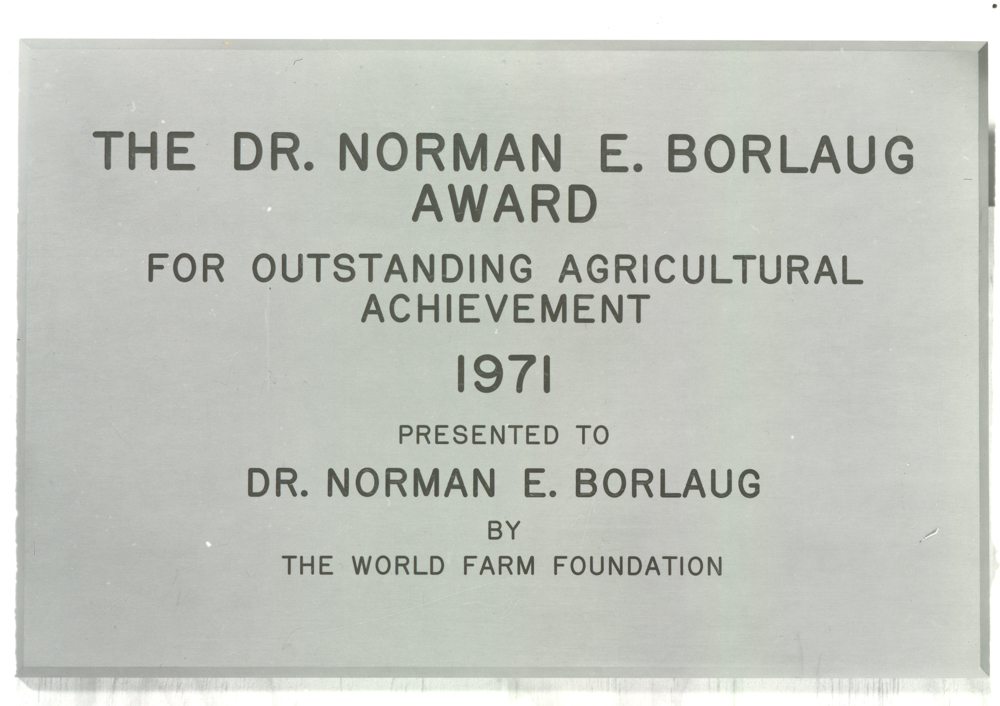 THE DR. NORMAN E. BORLAUG
AWARD
FOR OUTSTANDING AGRICULTURAL
ACHIEVEMENT
1971
PRESENTED TO
DR. NORMAN E. BORLAUG
BY
THE WORLD FARM FOUNDATION